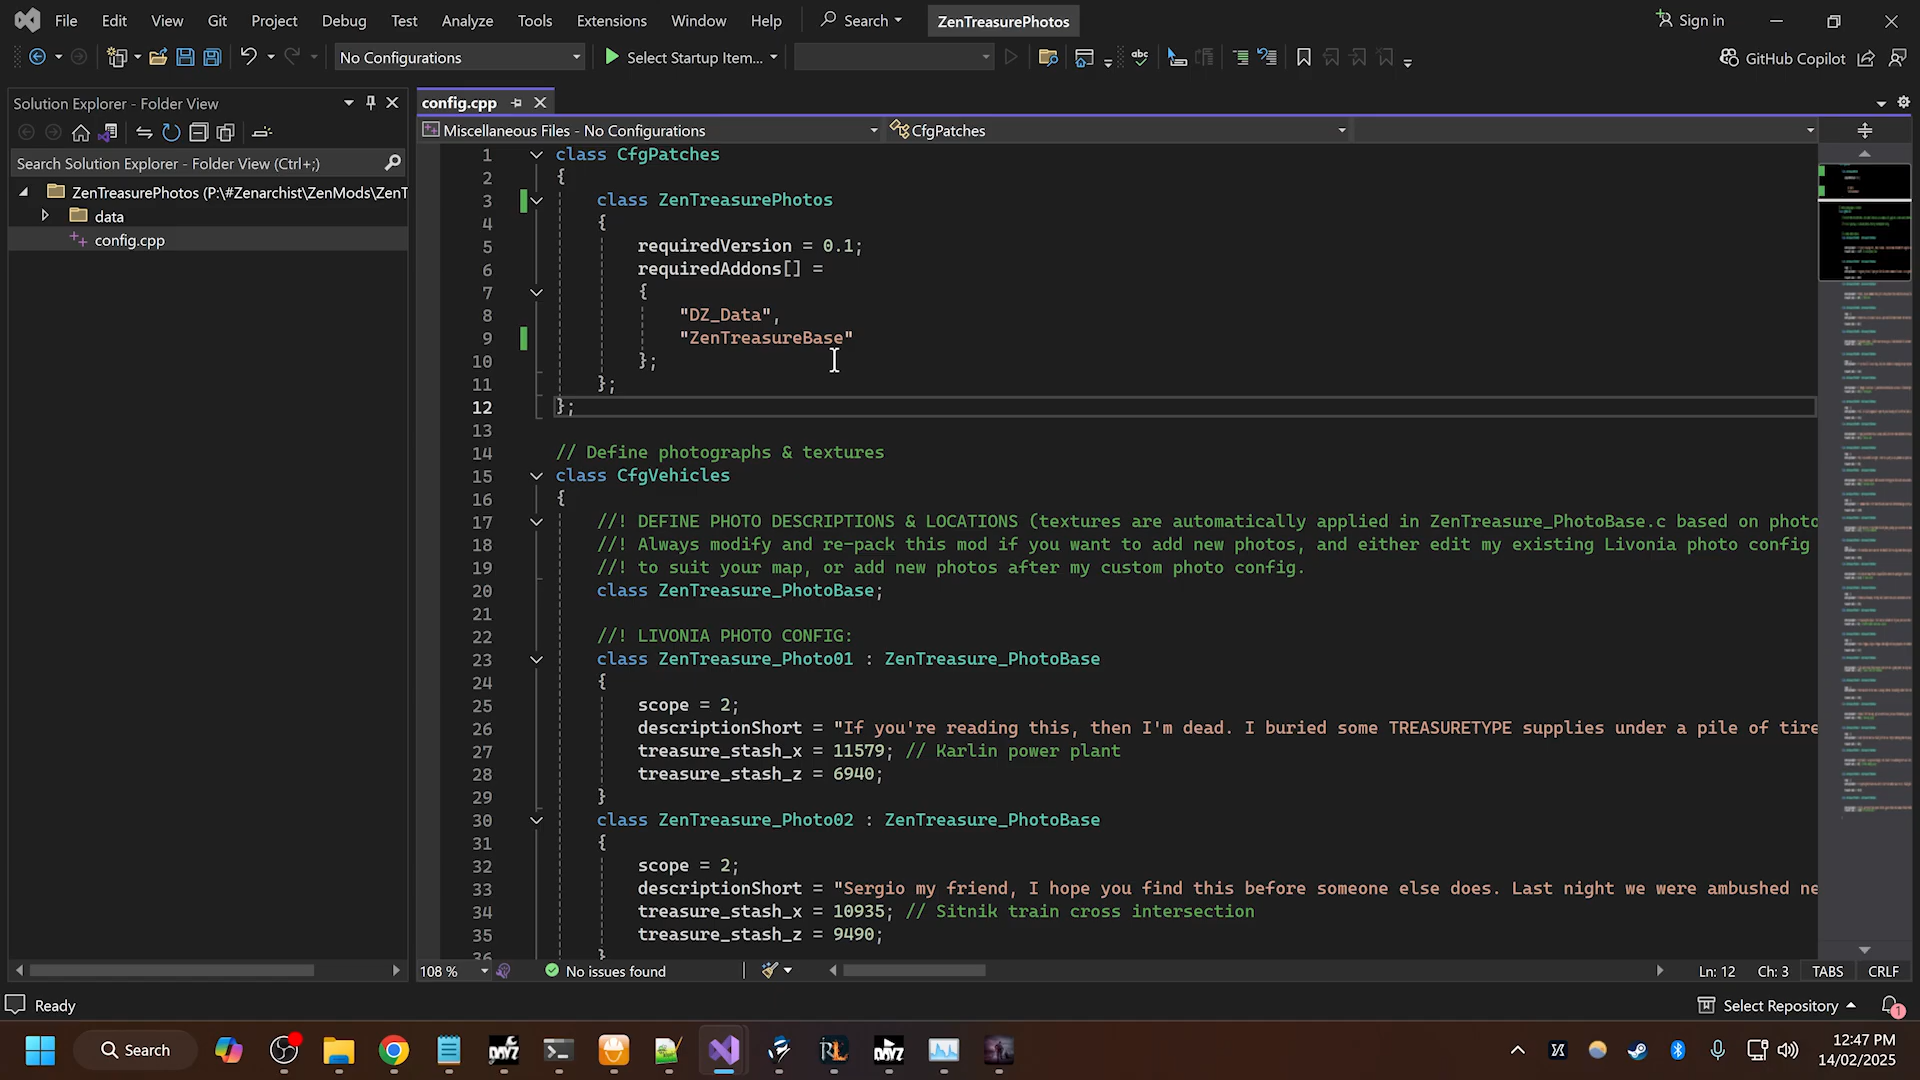 File Edit View Git Project Debug Test Analyze Tools Extensions Window Help Search ZenTreasurePhotos Sign in
No Configurations Select Startup Item... GitHub Copilot
Solution Explorer - Folder View
Search Solution Explorer - Folder View (Ctrl+;)
ZenTreasurePhotos (P:\#Zenarchist\ZenMods\ZenT
data
config.cpp
config.cpp
Miscellaneous Files - No Configurations CfgPatches
1 class CfgPatches
2 {
3 class ZenTreasurePhotos
4 {
5 requiredVersion = 0.1;
6 requiredAddons[] =
7 {
8 "DZ_Data",
9 "ZenTreasureBase"
10 };
11 };
12 };
13
14 // Define photographs & textures
15 class CfgVehicles
16 {
17 //! DEFINE PHOTO DESCRIPTIONS & LOCATIONS (textures are automatically applied in ZenTreasure_PhotoBase.c based on photo
18 //! Always modify and re-pack this mod if you want to add new photos, and either edit my existing Livonia photo config
19 //! to suit your map, or add new photos after my custom photo config.
20 class ZenTreasure_PhotoBase;
21
22 //! LIVONIA PHOTO CONFIG:
23 class ZenTreasure_Photo01 : ZenTreasure_PhotoBase
24 {
25 scope = 2;
26 descriptionShort = "If you're reading this, then I'm dead. I buried some TREASURETYPE supplies under a pile of tire
27 treasure_stash_x = 11579; // Karlin power plant
28 treasure_stash_z = 6940;
29 }
30 class ZenTreasure_Photo02 : ZenTreasure_PhotoBase
31 {
32 scope = 2;
33 descriptionShort = "Sergio my friend, I hope you find this before someone else does. Last night we were ambushed ne
34 treasure_stash_x = 10935; // Sitnik train cross intersection
35 treasure_stash_z = 9490;
36 }
108 % No issues found Ln: 12 Ch: 3 TABS CRLF
Ready Select Repository 1
Search 12:47 PM
14/02/2025